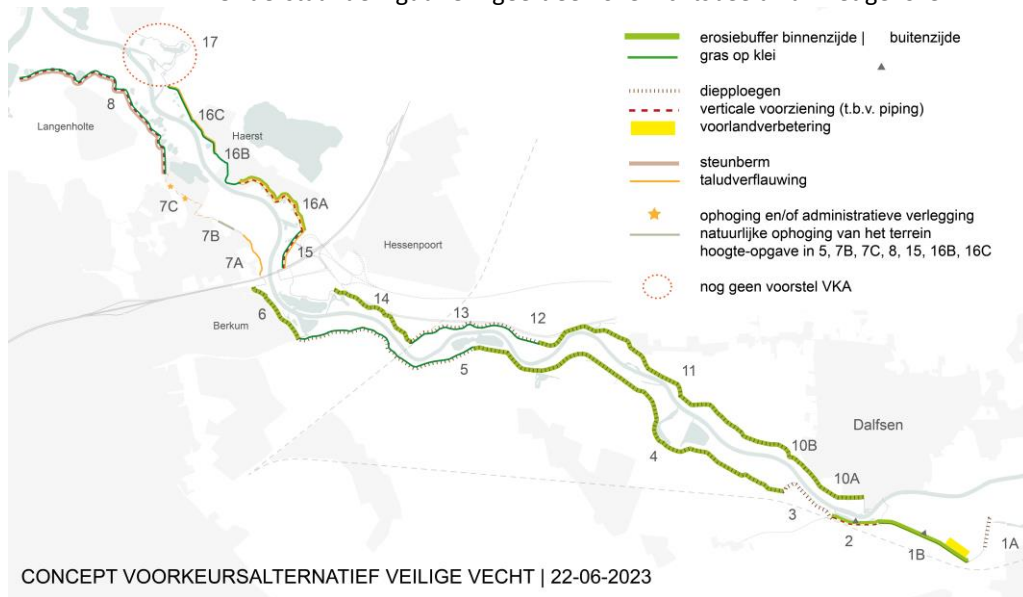 17
erosiebuffer binnenzijde | buitenzijde
gras op klei
diepploegen
verticale voorziening (t.b.v. piping)
voorlandverbetering
steunberm
taludverflauwing
ophoging en/of administratieve verlegging
natuurlijke ophoging van het terrein
hoogte-opgave in 5, 7B, 7C, 8, 15, 16B, 16C
nog geen voorstel VKA
8
Langenholte
16C
Haerst
16B
7C
16A
7B
15
Hessenpoort
7A
6
14
Berkum
13
12
5
11
Dalfsen
4
10B
10A
3
2
1B
1A
CONCEPT VOORKEURSALTERNATIEF VEILIGE VECHT | 22-06-2023